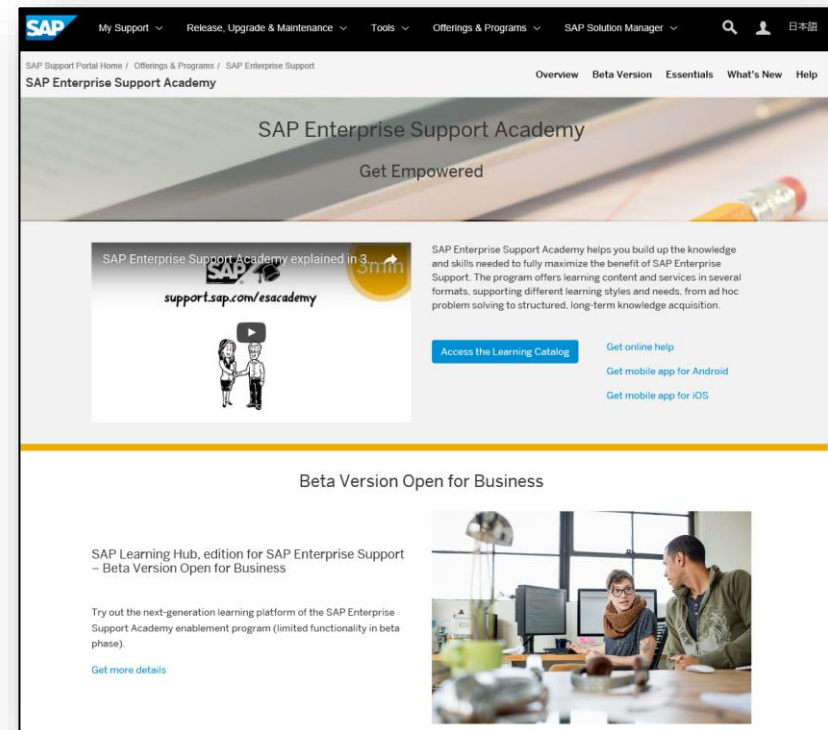 SAP
My Support
Release, Upgrade & Maintenance
Tools
Offerings & Programs
SAP Solution Manager
日本語
SAP Support Portal Home / Offerings & Programs / SAP Enterprise Support
SAP Enterprise Support Academy
Overview
Beta Version
Essentials
What's New
Help
SAP Enterprise Support Academy
Get Empowered
SAP Enterprise Support Academy explained in 3...
SAP
3min
support.sap.com/esacademy
SAP Enterprise Support Academy helps you build up the knowledge
and skills needed to fully maximize the benefit of SAP Enterprise
Support. The program offers learning content and services in several
formats, supporting different learning styles and needs, from ad hoc
problem solving to structured, long-term knowledge acquisition.
Access the Learning Catalog
Get online help
Get mobile app for Android
Get mobile app for iOS
Beta Version Open for Business
SAP Learning Hub, edition for SAP Enterprise Support
– Beta Version Open for Business
Try out the next-generation learning platform of the SAP Enterprise
Support Academy enablement program (limited functionality in beta
phase).
Get more details